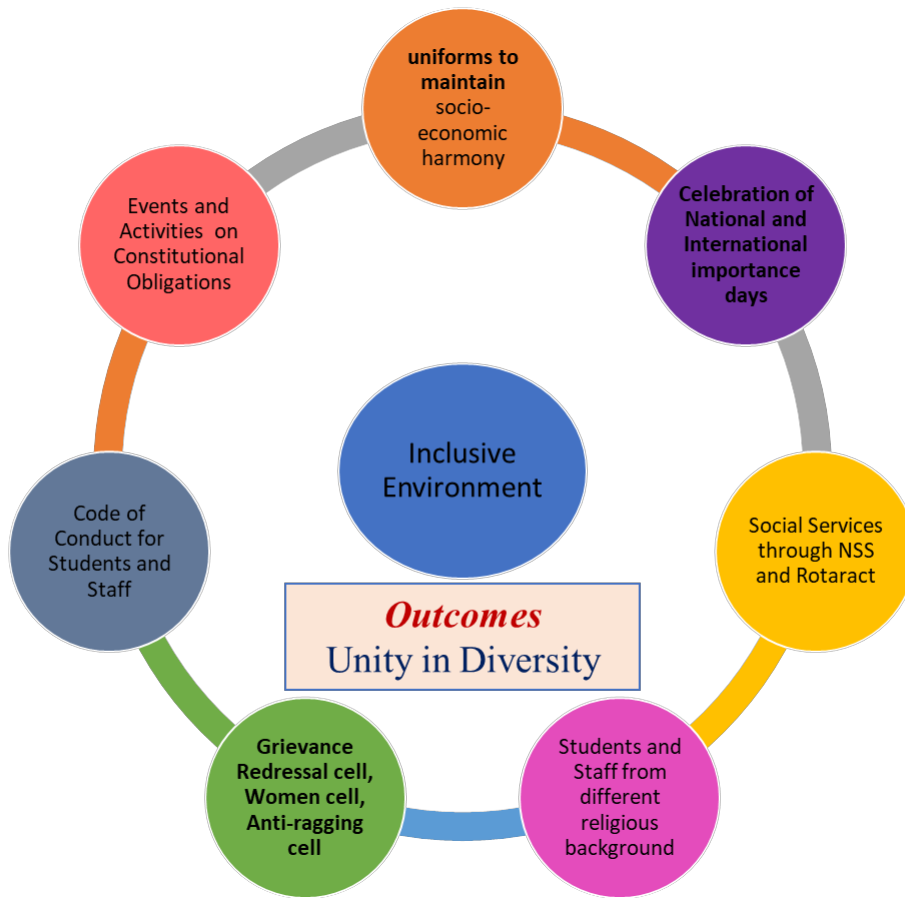 uniforms to
maintain
socio-
economic
harmony
Celebration of
National and
International
importance
days
Social Services
through NSS
and Rotaract
Students and
Staff from
different
religious
background
Grievance
Redressal cell,
Women cell,
Anti-ragging
cell
Code of
Conduct for
Students and
Staff
Events and
Activities on
Constitutional
Obligations
Inclusive
Environment
Outcomes
Unity in Diversity